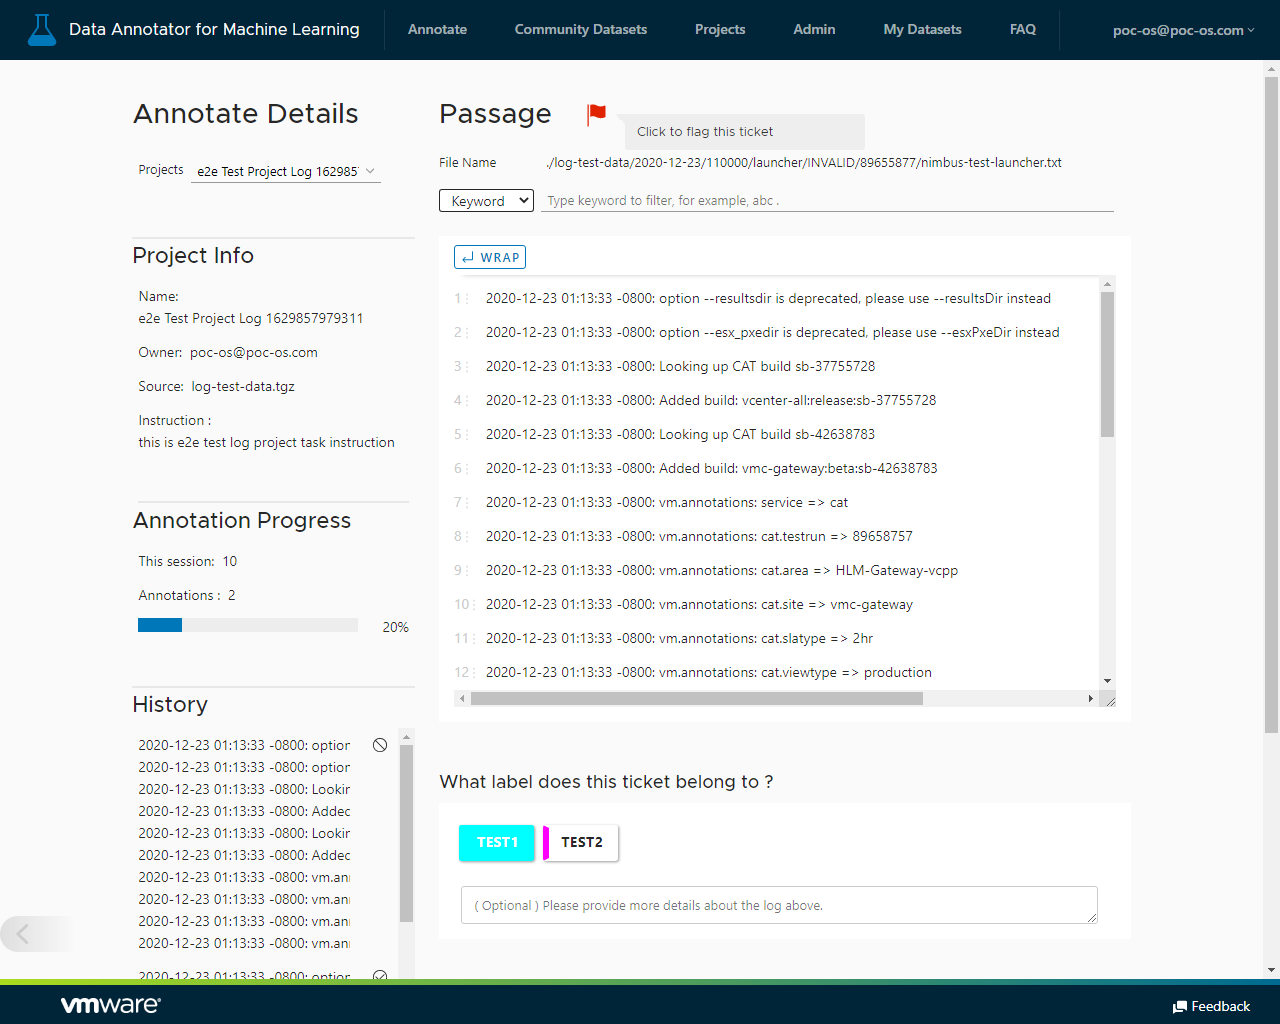 Data Annotator for Machine Learning
Annotate
Community Datasets
Projects
Admin
My Datasets
FAQ
poc-os@poc-os.com
Annotate Details
Projects
e2e Test Project Log 162985
Project Info
Name:
e2e Test Project Log 1629857979311
Owner: poc-os@poc-os.com
Source: log-test-data.tgz
Instruction :
this is e2e test log project task instruction
Annotation Progress
This session: 10
Annotations : 2
20%
History
2020-12-23 01:13:33 -0800: option
2020-12-23 01:13:33 -0800: option
2020-12-23 01:13:33 -0800: Lookin
2020-12-23 01:13:33 -0800: Added
2020-12-23 01:13:33 -0800: Lookin
2020-12-23 01:13:33 -0800: Added
2020-12-23 01:13:33 -0800: vm.an
2020-12-23 01:13:33 -0800: vm.an
2020-12-23 01:13:33 -0800: vm.an
2020-12-23 01:13:33 -0800: vm.an
2020-12-23 01:13:33 -0800: option
Passage
Click to flag this ticket
File Name
./log-test-data/2020-12-23/110000/launcher/INVALID/89655877/nimbus-test-launcher.txt
Keyword
Type keyword to filter, for example, abc .
WRAP
1 2020-12-23 01:13:33 -0800: option --resultsdir is deprecated, please use --resultsDir instead
2 2020-12-23 01:13:33 -0800: option --esx_pxedir is deprecated, please use --esxPxeDir instead
3 2020-12-23 01:13:33 -0800: Looking up CAT build sb-37755728
4 2020-12-23 01:13:33 -0800: Added build: vcenter-all:release:sb-37755728
5 2020-12-23 01:13:33 -0800: Looking up CAT build sb-42638783
6 2020-12-23 01:13:33 -0800: Added build: vmc-gateway:beta:sb-42638783
7 2020-12-23 01:13:33 -0800: vm.annotations: service => cat
8 2020-12-23 01:13:33 -0800: vm.annotations: cat.testrun => 89658757
9 2020-12-23 01:13:33 -0800: vm.annotations: cat.area => HLM-Gateway-vcpp
10 2020-12-23 01:13:33 -0800: vm.annotations: cat.site => vmc-gateway
11 2020-12-23 01:13:33 -0800: vm.annotations: cat.slatype => 2hr
12 2020-12-23 01:13:33 -0800: vm.annotations: cat.viewtype => production
What label does this ticket belong to ?
TEST1
TEST2
( Optional ) Please provide more details about the log above.
vmware
Feedback